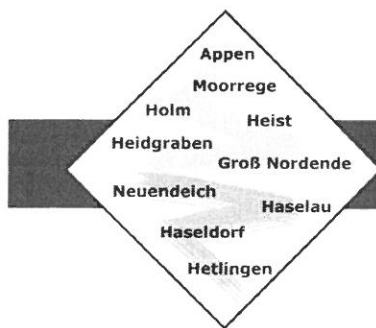 Appen
Moorrege
Holm
Heist
Heidgraben
Groß Nordende
Neuendeich
Haselau
Haseldorf
Hetlingen